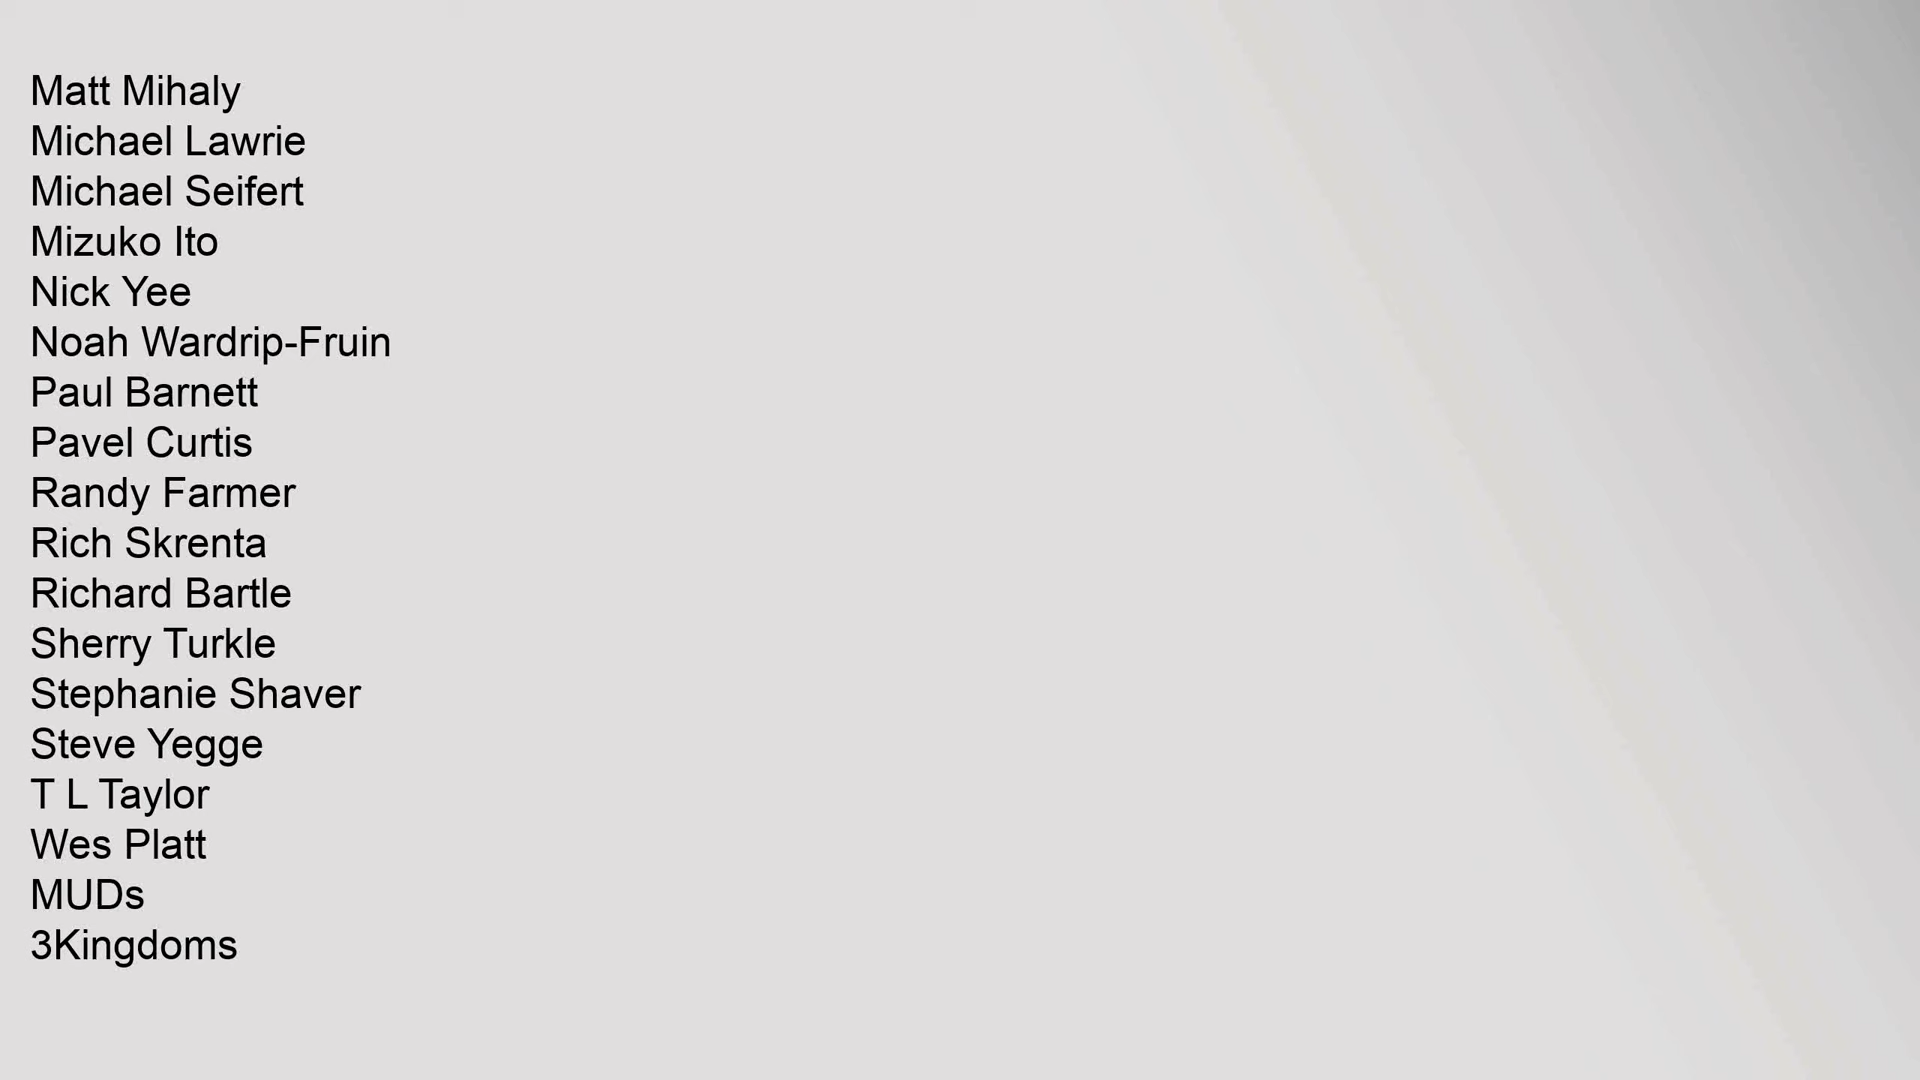 Matt Mihaly
Michael Lawrie
Michael Seifert
Mizuko Ito
Nick Yee
Noah Wardrip-Fruin
Paul Barnett
Pavel Curtis
Randy Farmer
Rich Skrenta
Richard Bartle
Sherry Turkle
Stephanie Shaver
Steve Yegge
T L Taylor
Wes Platt
MUDs
3Kingdoms